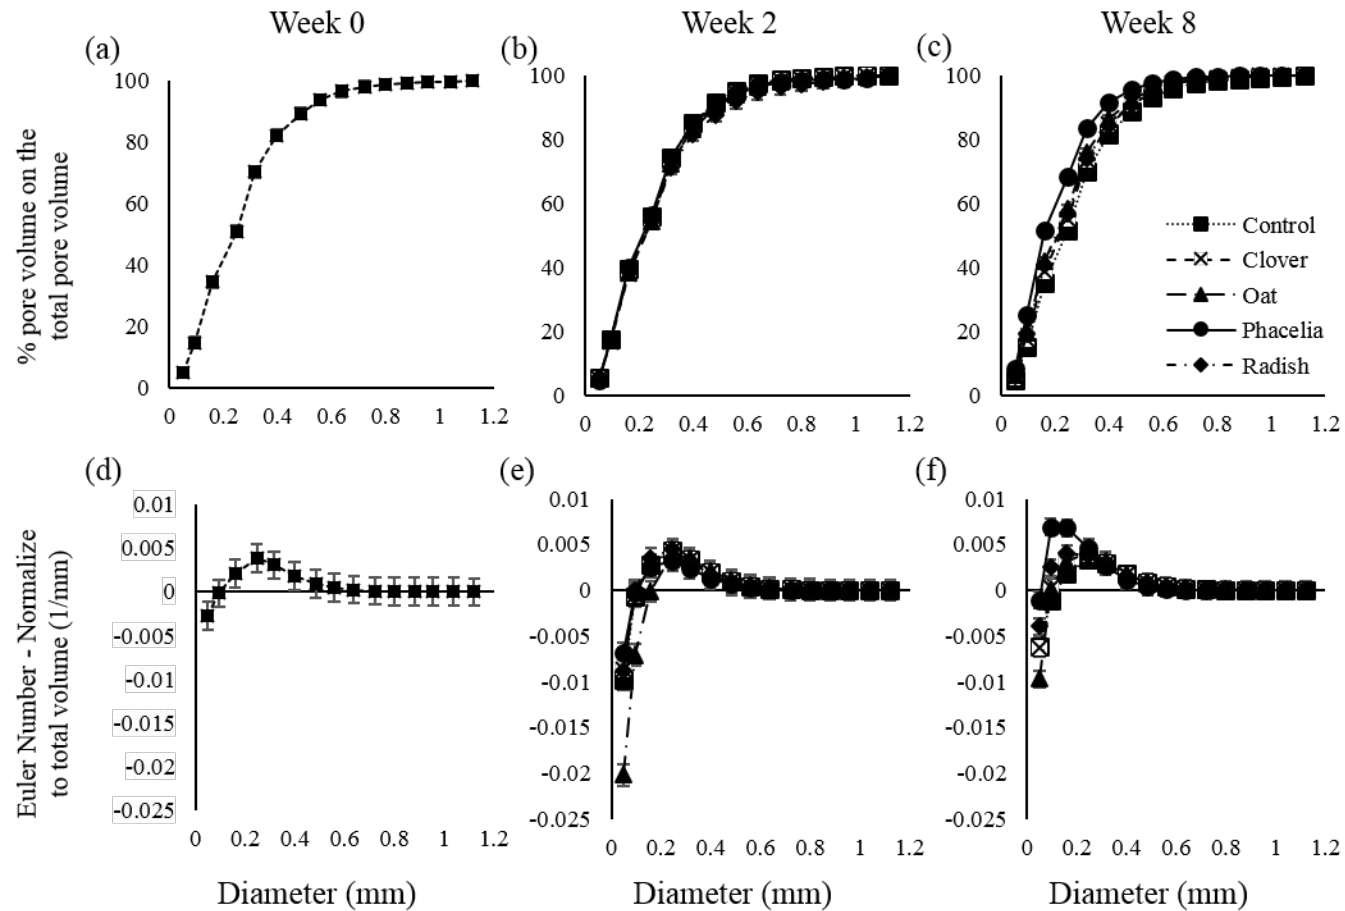 Week 0
Week 2
Week 8
(a)
(b)
(c)
% pore volume on the
total pore volume
100
80
60
40
20
0
0 0.2 0.4 0.6 0.8 1 1.2
100
80
60
40
20
0
0 0.2 0.4 0.6 0.8 1 1.2
100
80
60
40
20
0
0 0.2 0.4 0.6 0.8 1 1.2
Control
Clover
Oat
Phacelia
Radish
(d)
(e)
(f)
Euler Number - Normalize
to total volume (1/mm)
0.01
0.005
0
-0.005
-0.01
-0.015
-0.02
-0.025
0 0.2 0.4 0.6 0.8 1 1.2
0.01
0.005
0
-0.005
-0.01
-0.015
-0.02
-0.025
0 0.2 0.4 0.6 0.8 1 1.2
0.01
0.005
0
-0.005
-0.01
-0.015
-0.02
-0.025
0 0.2 0.4 0.6 0.8 1 1.2
Diameter (mm)
Diameter (mm)
Diameter (mm)